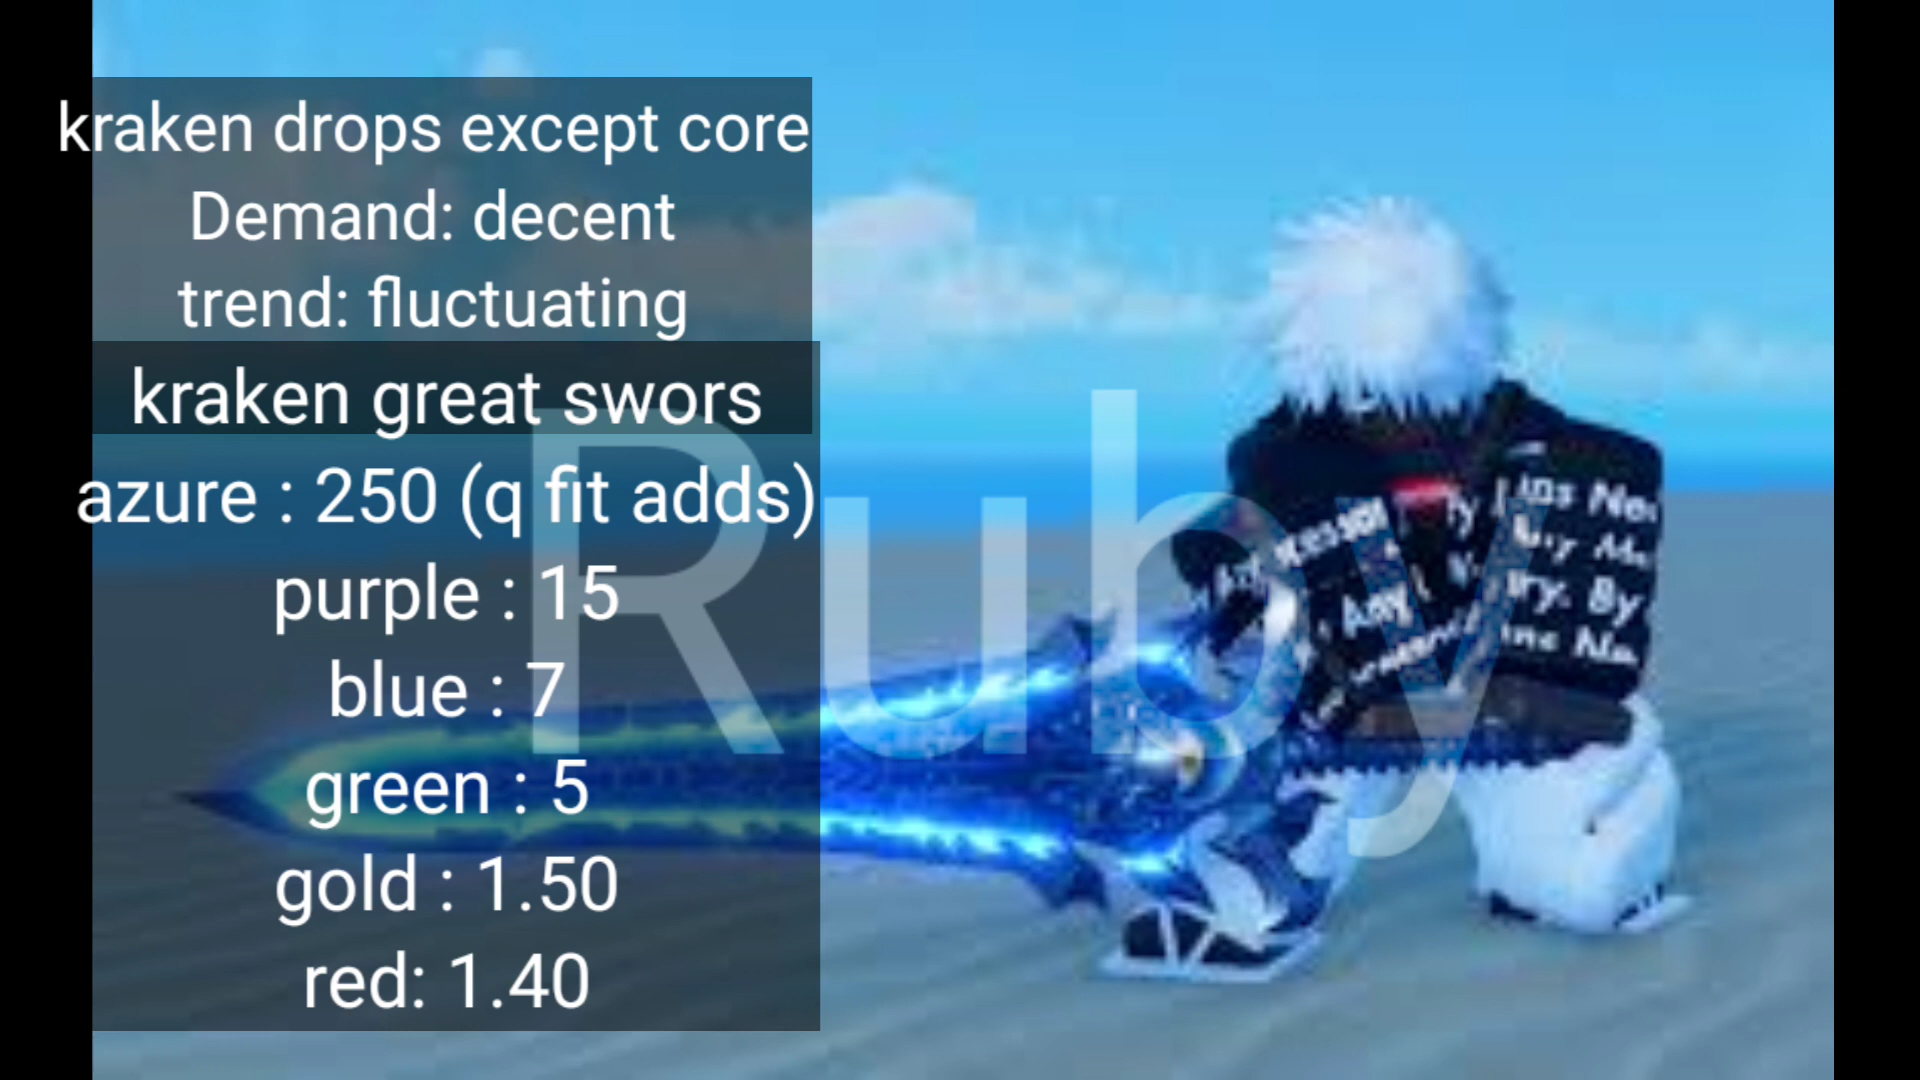 kraken drops except core
Demand: decent
trend: fluctuating
kraken great swors
azure : 250 (q fit adds)
purple : 15
blue : 7
green : 5
gold : 1.50
red: 1.40
Ruby